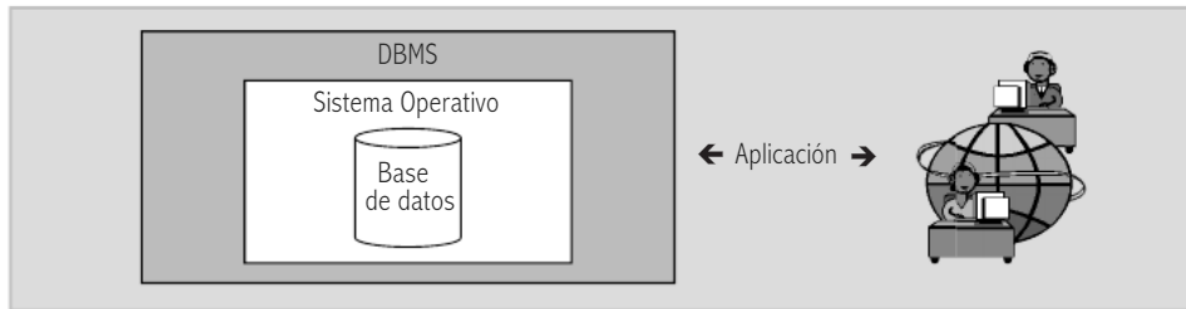 DBMS
Sistema Operativo
Base
de datos
Aplicación